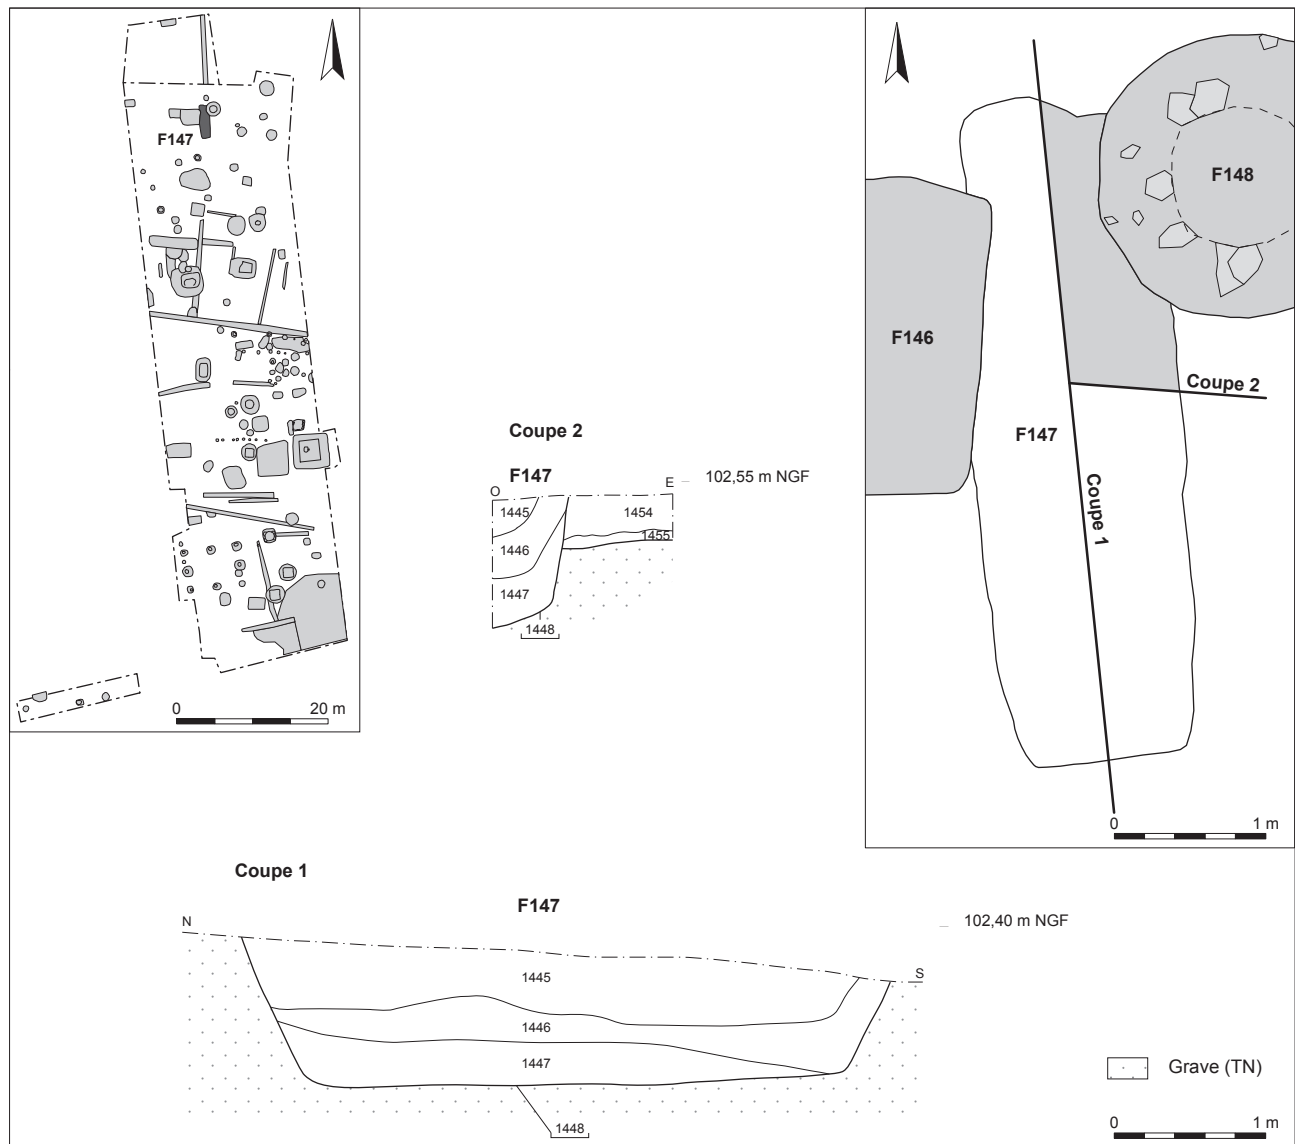 F147
0 20 m
F148
F146
Coupe 2
F147
Coupe 1
0 1 m
Coupe 2
F147
O E 102,55 m NGF
1445 1454
1455
1446
1447
1448
Coupe 1
F147
N 102,40 m NGF
S
1445
1446
1447
1448
Grave (TN)
0 1 m